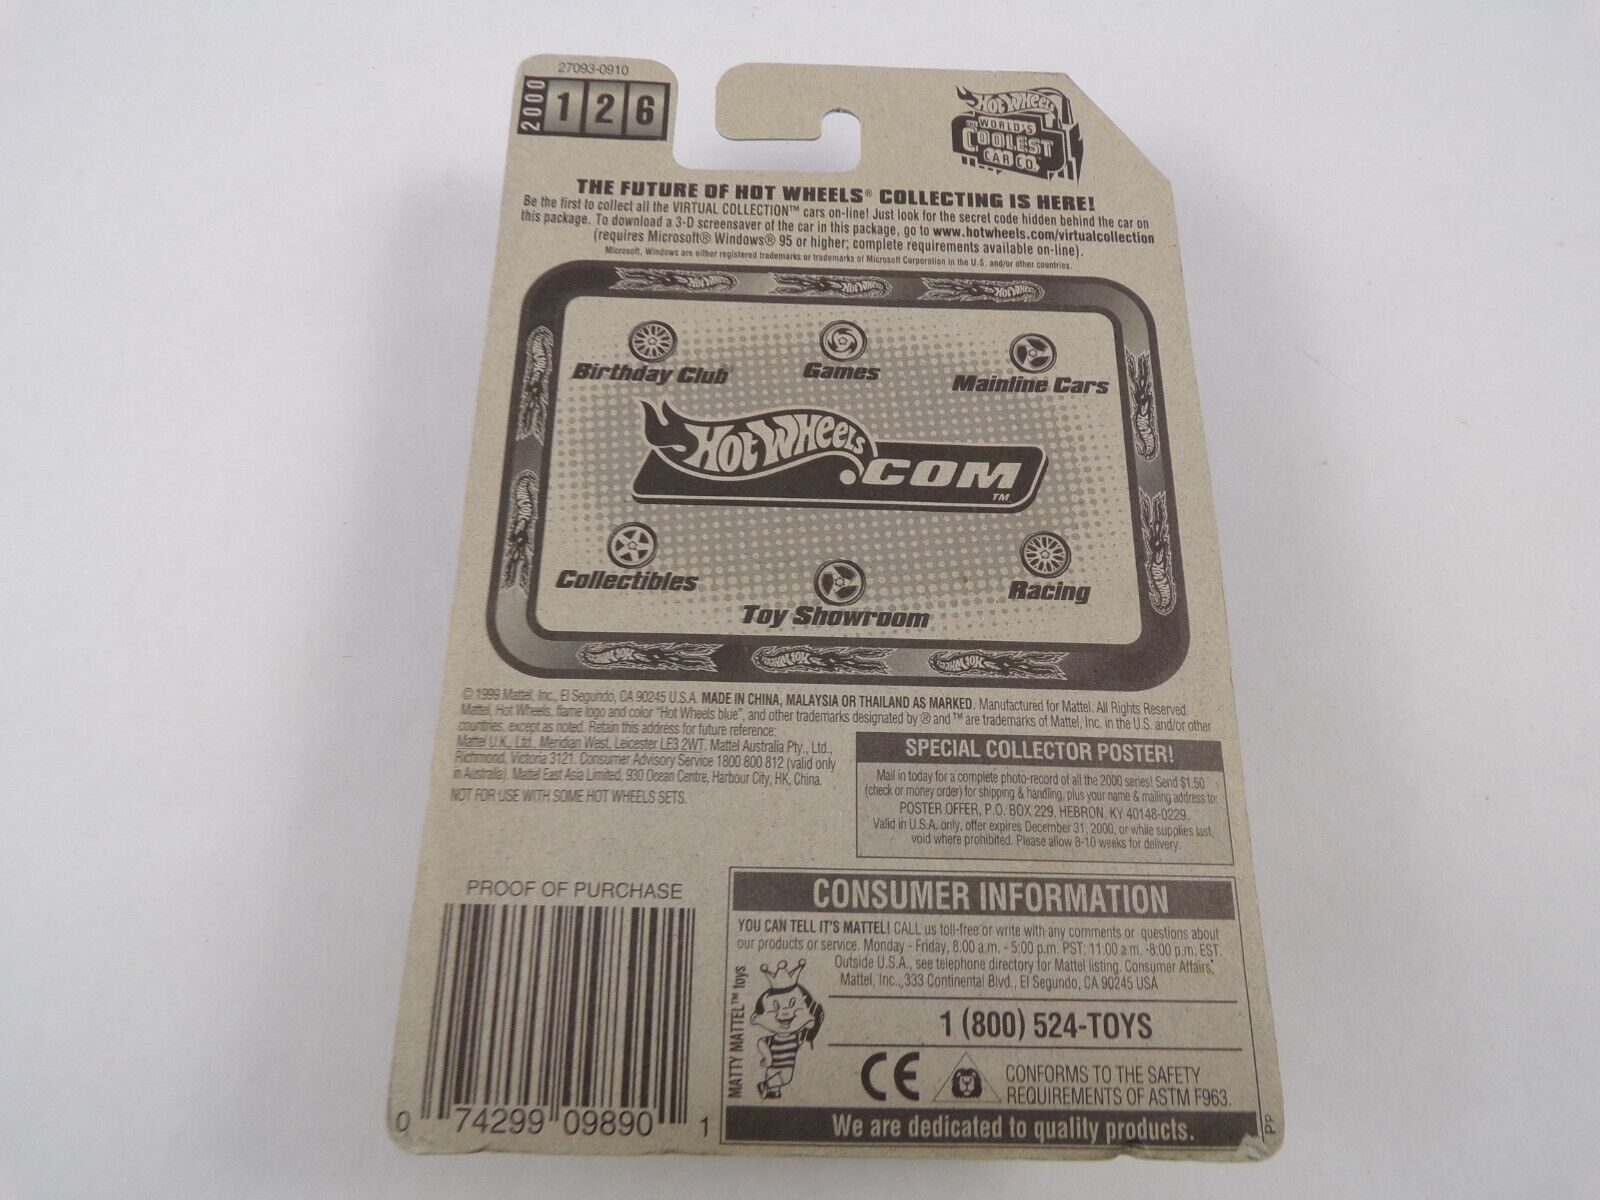 27093-0910
2000
1 2 6
HOT WHEELS
THE WORLD'S
COOLEST
CAR CO.
THE FUTURE OF HOT WHEELS® COLLECTING IS HERE!
Be the first to collect all the VIRTUAL COLLECTION™ cars on-line! Just look for the secret code hidden behind the car on
this package. To download a 3-D screensaver of the car in this package, go to www.hotwheels.com/virtualcollection
(requires Microsoft® Windows® 95 or higher; complete requirements available on-line).
Microsoft, Windows are either registered trademarks or trademarks of Microsoft Corporation in the U.S. and/or other countries.
HOT WHEELS HOT WHEELS HOT WHEELS
Birthday Club
Games
Mainline Cars
HOT WHEELS.COM™
Collectibles
Toy Showroom
Racing
HOT WHEELS HOT WHEELS HOT WHEELS
© 1999 Mattel, Inc., El Segundo, CA 90245 U.S.A. MADE IN CHINA, MALAYSIA OR THAILAND AS MARKED. Manufactured for Mattel. All Rights Reserved.
Mattel, Hot Wheels, flame logo and color "Hot Wheels blue", and other trademarks designated by ® and ™ are trademarks of Mattel, Inc. in the U.S. and/or other
countries, except as noted. Retain this address for future reference:
Mattel U.K., Ltd., Meridian West, Leicester LE3 2WT. Mattel Australia Pty., Ltd.,
Richmond, Victoria 3121. Consumer Advisory Service 1800 800 812 (valid only
in Australia). Mattel East Asia Limited, 930 Ocean Centre, Harbour City, HK, China.
NOT FOR USE WITH SOME HOT WHEELS SETS.
SPECIAL COLLECTOR POSTER!
Mail in today for a complete photo-record of all the 2000 series! Send $1.50
(check or money order) for shipping & handling, plus your name & mailing address to:
POSTER OFFER, P.O. BOX 229, HEBRON, KY 40148-0229.
Valid in U.S.A. only, offer expires December 31, 2000, or while supplies last,
void where prohibited. Please allow 8-10 weeks for delivery.
PROOF OF PURCHASE
0 74299 09890 1
CONSUMER INFORMATION
YOU CAN TELL IT'S MATTEL! CALL us toll-free or write with any comments or questions about
our products or service. Monday - Friday, 8:00 a.m. - 5:00 p.m. PST; 11:00 a.m. -8:00 p.m. EST.
Outside U.S.A., see telephone directory for Mattel listing. Consumer Affairs,
Mattel, Inc.,333 Continental Blvd., El Segundo, CA 90245 USA
MATTY MATTEL™ toys
1 (800) 524-TOYS
CE
CONFORMS TO THE SAFETY
REQUIREMENTS OF ASTM F963.
We are dedicated to quality products.
PP